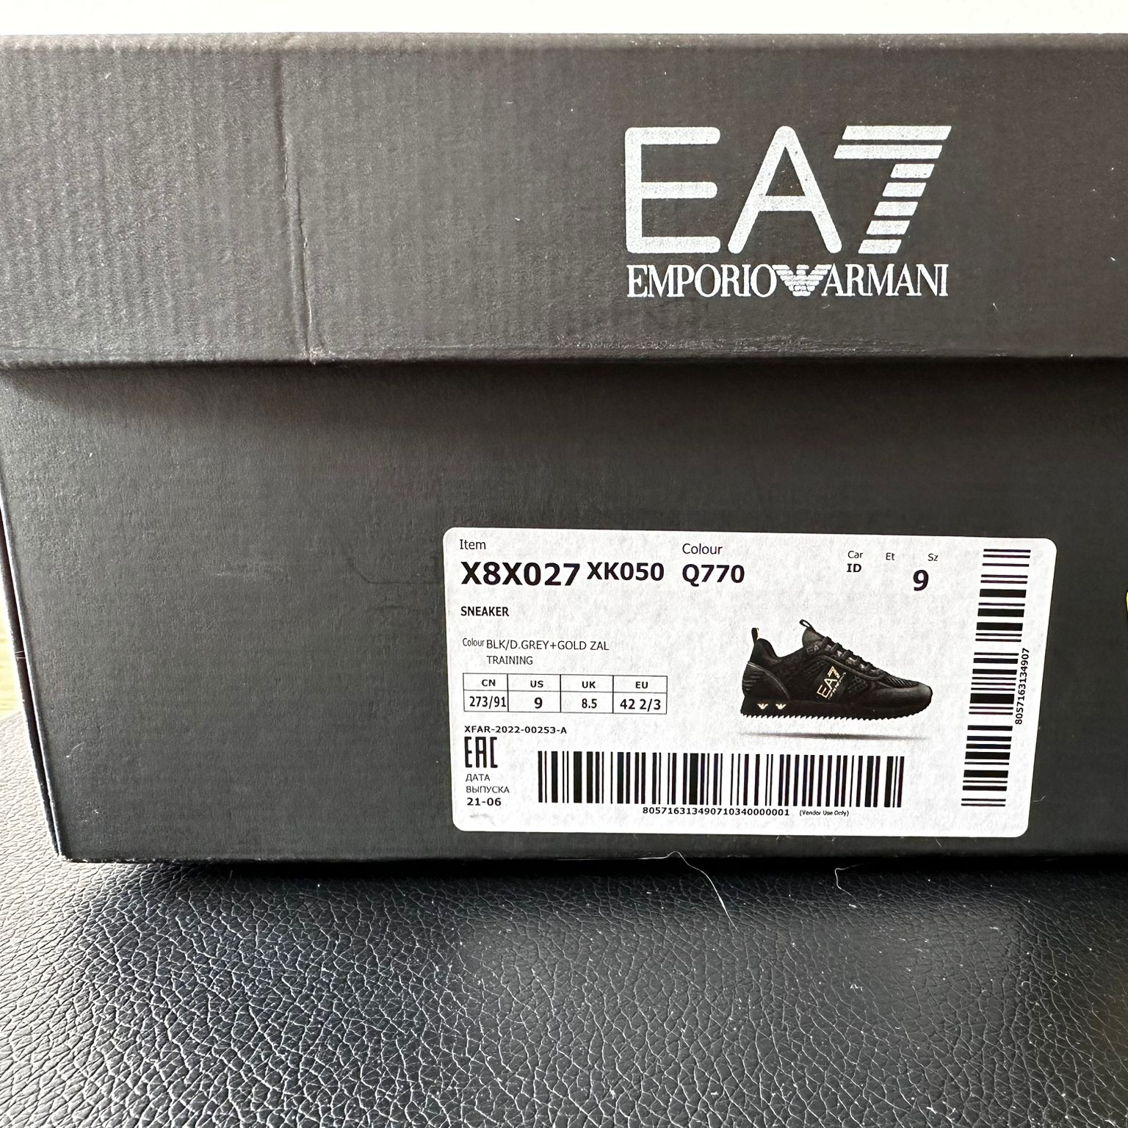 EA7
EMPORIO ARMANI
Item
Colour
Car
Et
Sz
X8X027 XK050 Q770
ID
9
SNEAKER
Colour BLK/D.GREY+GOLD ZAL
TRAINING
EA7
CN US UK EU
273/91 9 8.5 42 2/3
XFAR-2022-00253-A
EAC
ДАТА
ВЫПУСКА
21-06
805716313490710340000001 (Vendor Use Only)
8057163134907